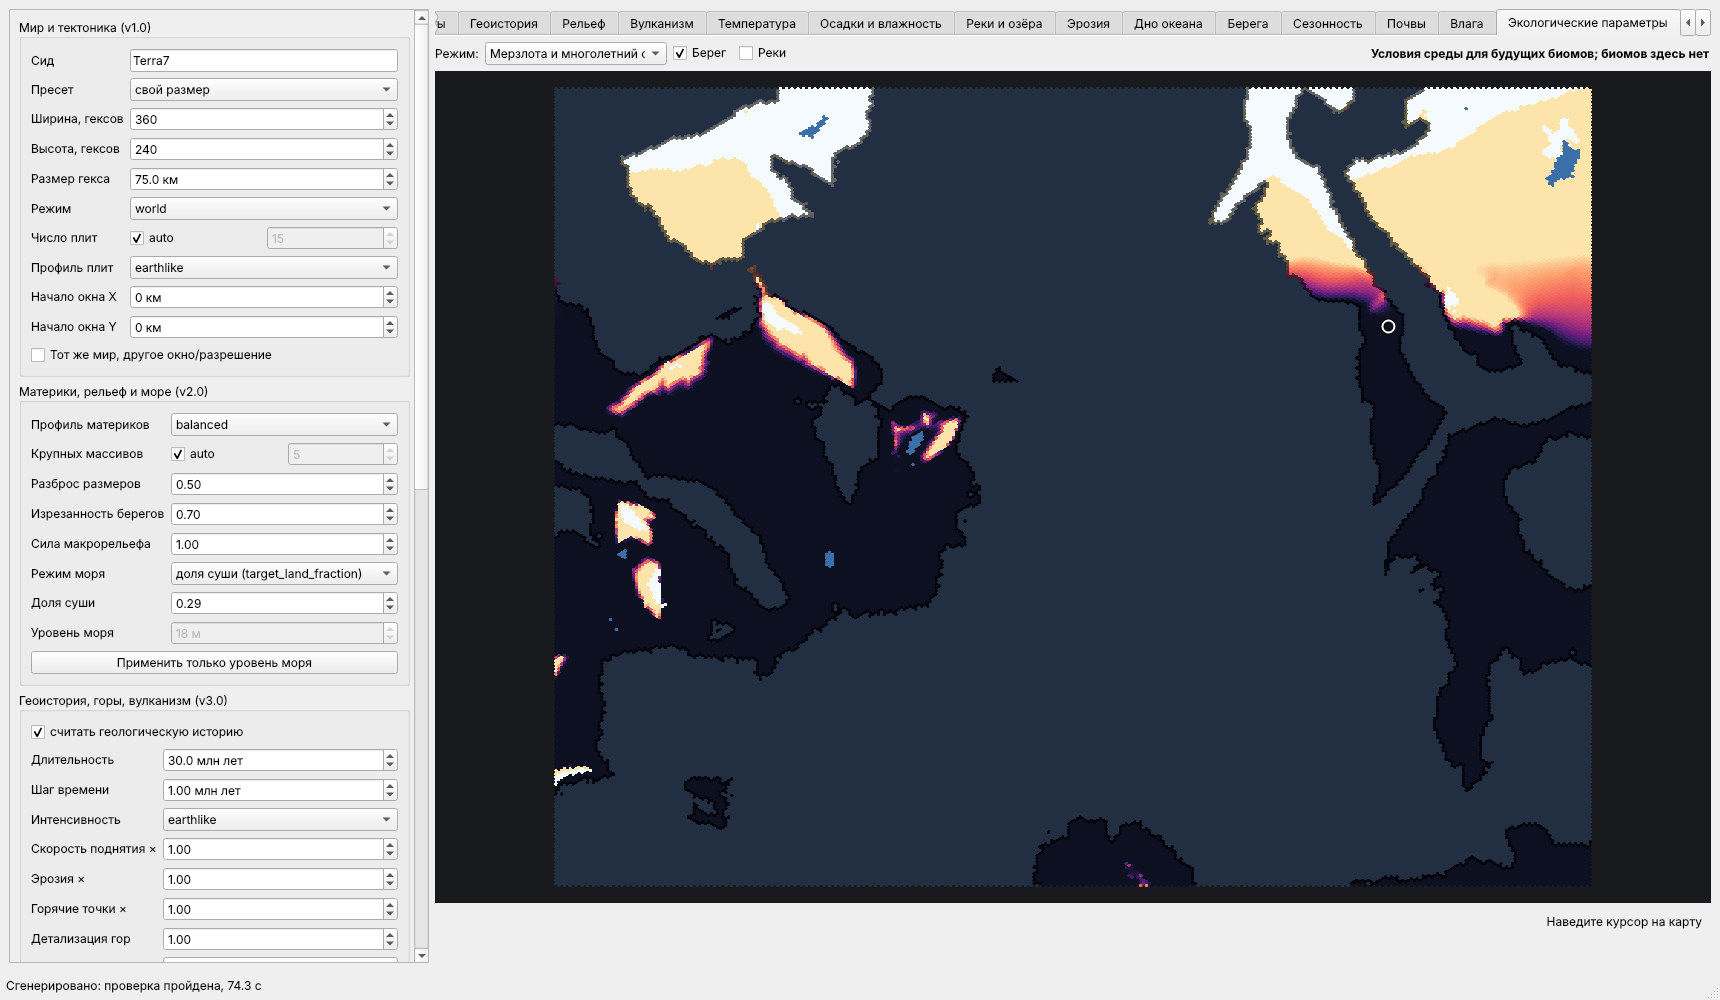 Мир и тектоника (v1.0)
Сид
Terra7
Пресет
свой размер
Ширина, гексов
360
Высота, гексов
240
Размер гекса
75.0 км
Режим
world
Число плит
auto
15
Профиль плит
earthlike
Начало окна X
0 км
Начало окна Y
0 км
Тот же мир, другое окно/разрешение
Материки, рельеф и море (v2.0)
Профиль материков
balanced
Крупных массивов
auto
5
Разброс размеров
0.50
Изрезанность берегов
0.70
Сила макрорельефа
1.00
Режим моря
доля суши (target_land_fraction)
Доля суши
0.29
Уровень моря
18 м
Применить только уровень моря
Геоистория, горы, вулканизм (v3.0)
считать геологическую историю
Длительность
30.0 млн лет
Шаг времени
1.00 млн лет
Интенсивность
earthlike
Скорость поднятия ×
1.00
Эрозия ×
1.00
Горячие точки ×
1.00
Детализация гор
1.00
Сгенерировано: проверка пройдена, 74.3 с
ы Геоистория Рельеф Вулканизм Температура Осадки и влажность Реки и озёра Эрозия Дно океана Берега Сезонность Почвы Влага Экологические параметры
Режим: Мерзлота и многолетний с Берег Реки
Условия среды для будущих биомов; биомов здесь нет
Наведите курсор на карту